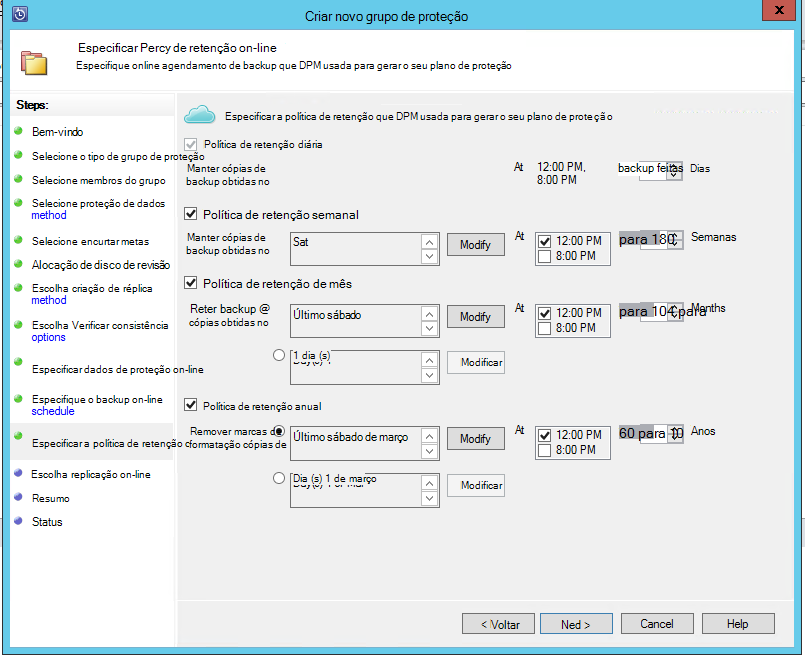 Criar novo grupo de proteção
x
Especificar Percy de retenção on-line
Especifique online agendamento de backup que DPM usada para gerar o seu plano de proteção
Steps:
Bem-vindo
Selecione o tipo de grupo de proteção
Selecione membros do grupo
Selecione proteção de dados
method
Selecione encurtar metas
Alocação de disco de revisão
Escolha criação de réplica
method
Escolha Verificar consistência
options
Especificar dados de proteção on-line
Especifique o backup on-line
schedule
Especificar a política de retenção
Escolha replicação on-line
Resumo
Status
Especificar a política de retenção que DPM usada para gerar o seu plano de proteção
Política de retenção diária
Manter cópias de
backup obtidas no
At
12:00 PM,
8:00 PM
backup feitas
Dias
Política de retenção semanal
Manter cópias de
backup obtidas no
Sat
Modify
At
12:00 PM
8:00 PM
para 180
Semanas
Política de retenção de mês
Reter backup @
cópias obtidas no
Último sábado
Modify
At
12:00 PM
8:00 PM
para 104 para
Months
1 dia (s)
Modificar
Política de retenção anual
Remover marcas de
formatação cópias de
Último sábado de março
Modify
At
12:00 PM
8:00 PM
60 para 10
Anos
Dia (s) 1 de março
Modificar
< Voltar
Ned >
Cancel
Help